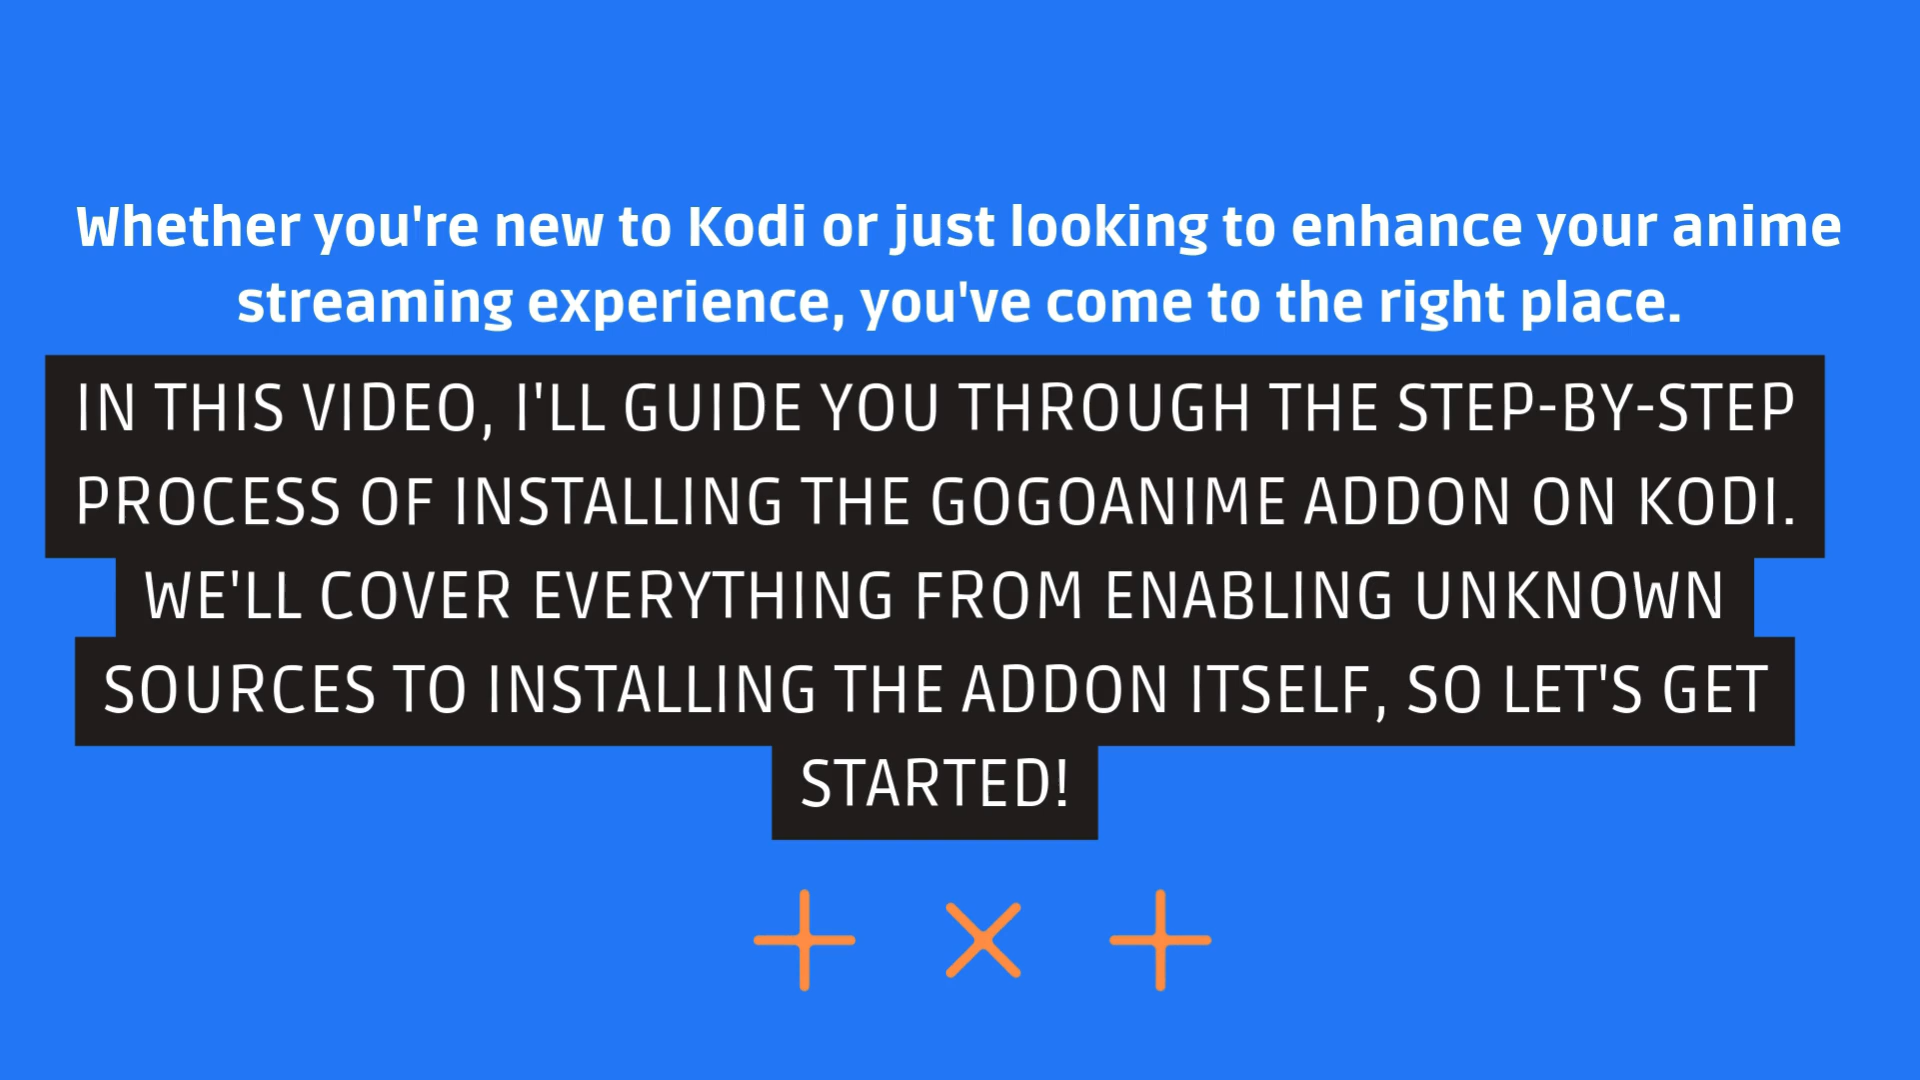 Whether you're new to Kodi or just looking to enhance your anime
streaming experience, you've come to the right place.
IN THIS VIDEO, I'LL GUIDE YOU THROUGH THE STEP-BY-STEP
PROCESS OF INSTALLING THE GOGOANIME ADDON ON KODI.
WE'LL COVER EVERYTHING FROM ENABLING UNKNOWN
SOURCES TO INSTALLING THE ADDON ITSELF, SO LET'S GET
STARTED!